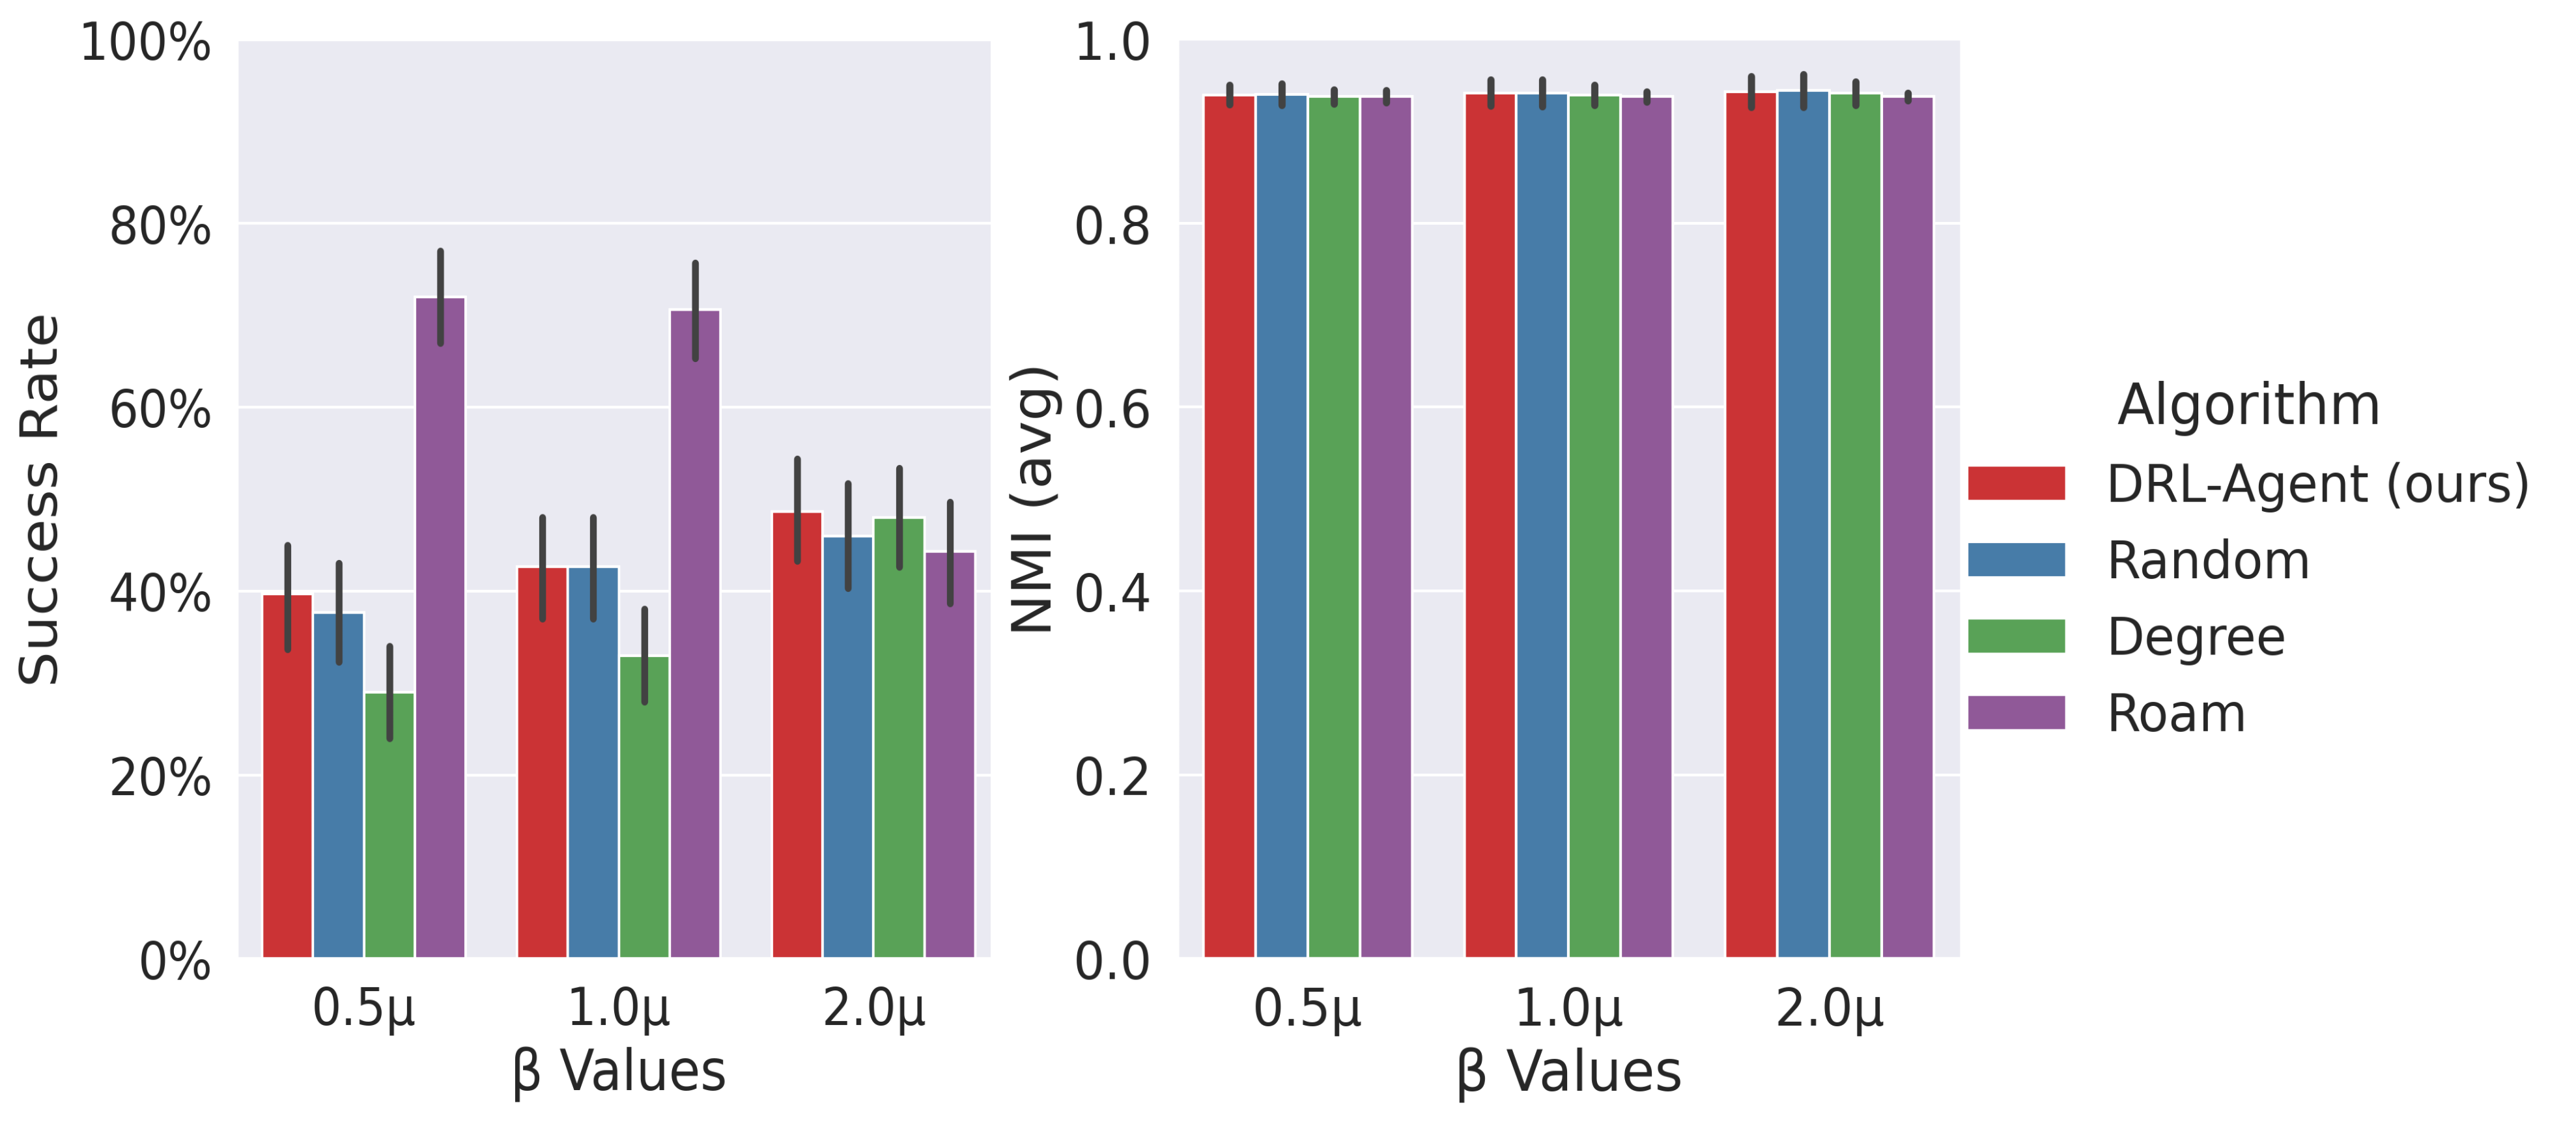 100%
80%
60%
40%
20%
0%
Success Rate
0.5µ 1.0µ 2.0µ
β Values
1.0
0.8
0.6
0.4
0.2
0.0
NMI (avg)
0.5µ 1.0µ 2.0µ
β Values
Algorithm
DRL-Agent (ours)
Random
Degree
Roam